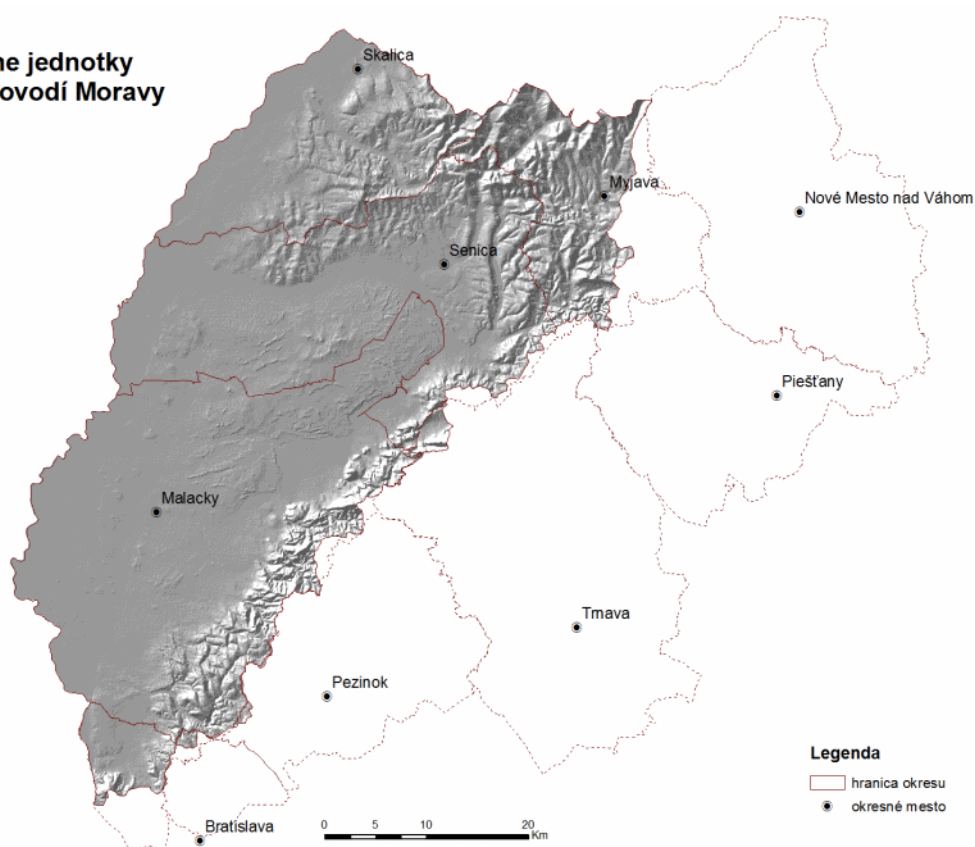 ne jednotky
ovodí Moravy
Skalica
Myjava
Nové Mesto nad Váhom
Senica
Piešťany
Malacky
Trnava
Pezinok
Legenda
hranica okresu
okresné mesto
Bratislava
0 5 10 20
Km